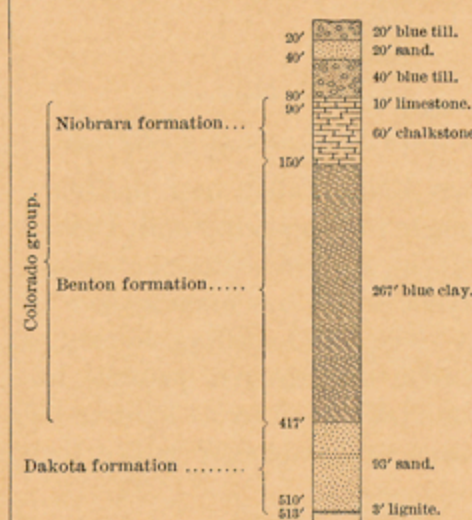 20′ 20′ blue till.
20′ sand.
40′
40′ blue till.
80′
90′ 10′ limestone.
Niobrara formation...
60′ chalkstone
150′
Colorado group.
Benton formation.....
267′ blue clay.
417′
Dakota formation ........
93′ sand.
510′
513′ 3′ lignite.